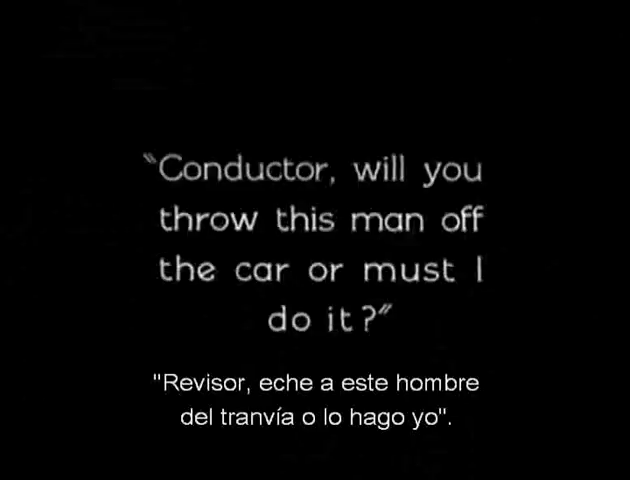 "Conductor, will you
throw this man off
the car or must I
do it?"
"Revisor, eche a este hombre
del tranvía o lo hago yo".